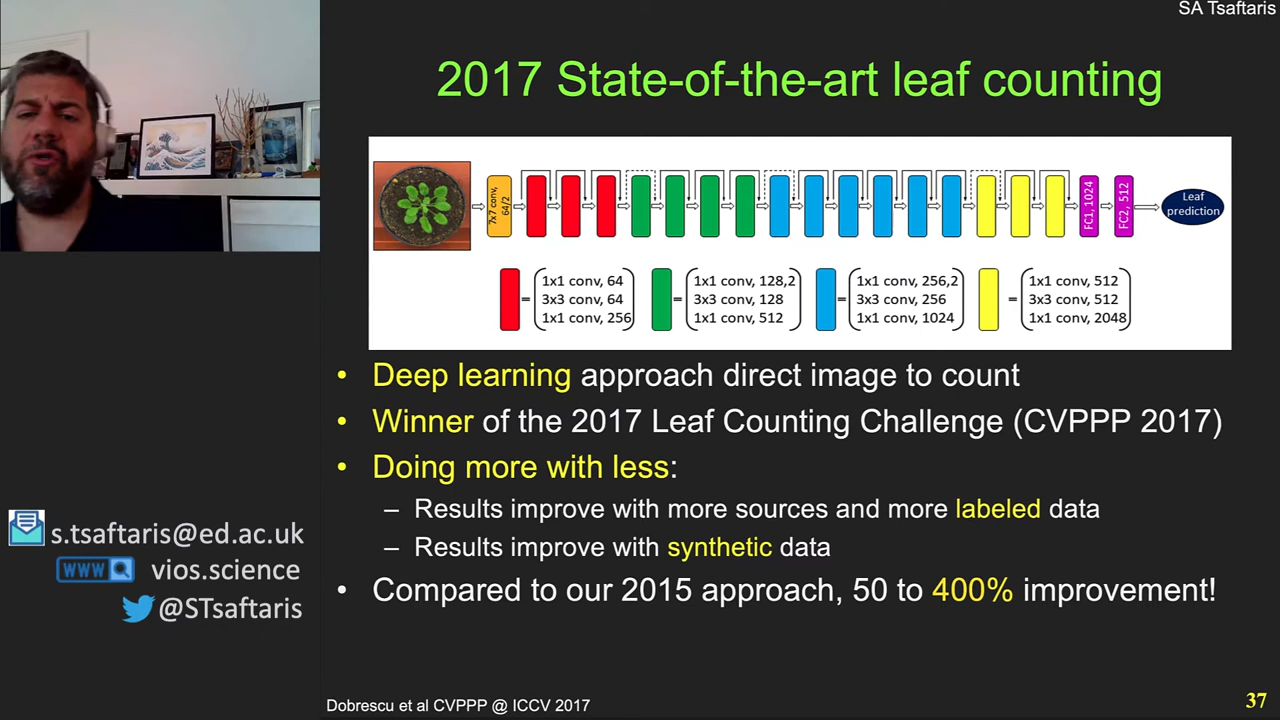 SA Tsaftaris
2017 State-of-the-art leaf counting
7x7 conv,
64/2
FC1, 1024
FC2, 512
Leaf
prediction
=
1x1 conv, 64
3x3 conv, 64
1x1 conv, 256
=
1x1 conv, 128,2
3x3 conv, 128
1x1 conv, 512
=
1x1 conv, 256,2
3x3 conv, 256
1x1 conv, 1024
=
1x1 conv, 512
3x3 conv, 512
1x1 conv, 2048
• Deep learning approach direct image to count
• Winner of the 2017 Leaf Counting Challenge (CVPPP 2017)
• Doing more with less:
– Results improve with more sources and more labeled data
– Results improve with synthetic data
• Compared to our 2015 approach, 50 to 400% improvement!
s.tsaftaris@ed.ac.uk
WWW vios.science
@STsaftaris
Dobrescu et al CVPPP @ ICCV 2017
37